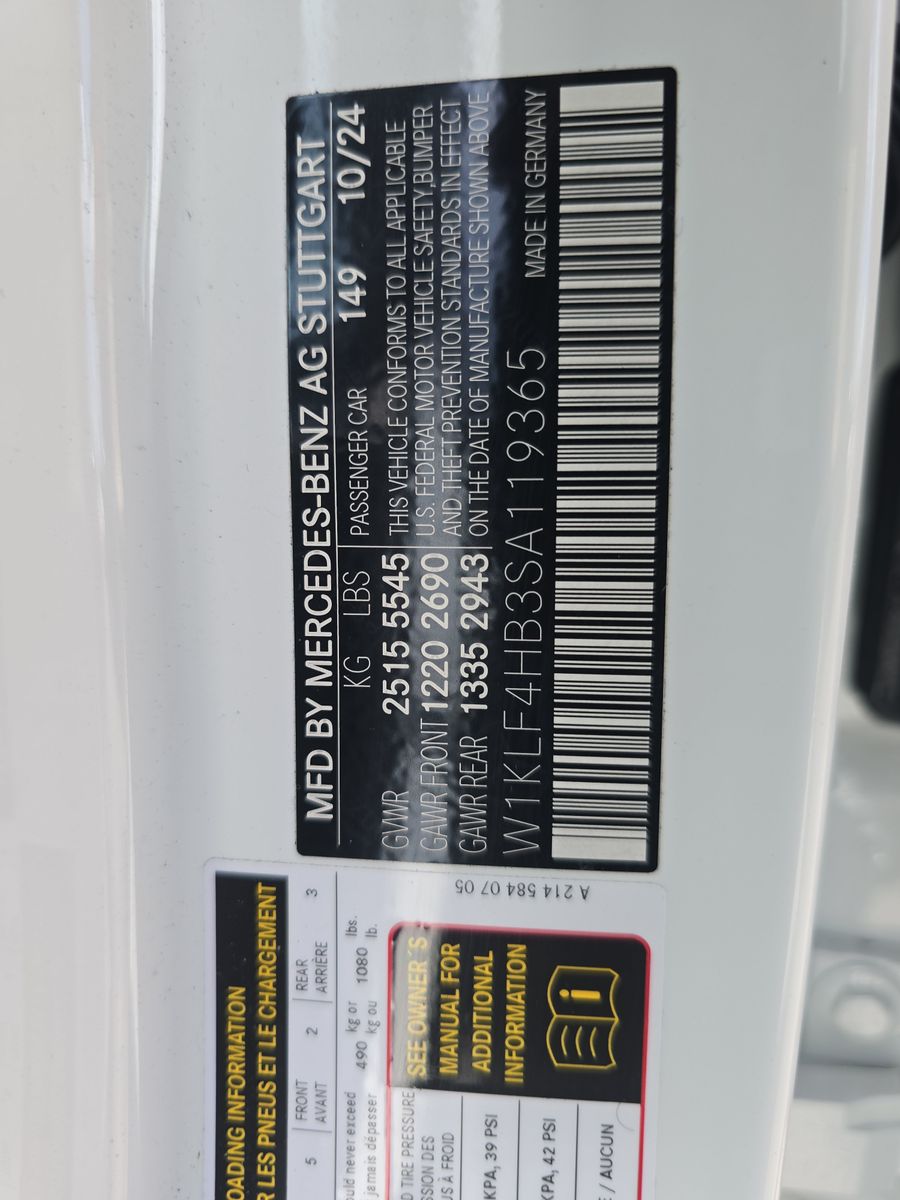 MFD BY MERCEDES-BENZ AG STUTTGART
KG LBS PASSENGER CAR 149 10/24
GVWR 2515 5545 THIS VEHICLE CONFORMS TO ALL APPLICABLE
GAWR FRONT 1220 2690 U.S. FEDERAL MOTOR VEHICLE SAFETY,BUMPER
GAWR REAR 1335 2943 AND THEFT PREVENTION STANDARDS IN EFFECT
ON THE DATE OF MANUFACTURE SHOWN ABOVE
W1KLF4HB3SA119365 MADE IN GERMANY
A 214 584 07 05
OADING INFORMATION
R LES PNEUS ET LE CHARGEMENT
5 FRONT 2 REAR 3
AVANT ARRIÈRE
uld never exceed 490 kg or 1080 lbs.
jamais dépasser kg ou lb.
D TIRE PRESSURE
SSION DES
US À FROID
KPA, 39 PSI
KPA, 42 PSI
E / AUCUN
SEE OWNER´S
MANUAL FOR
ADDITIONAL
INFORMATION
i